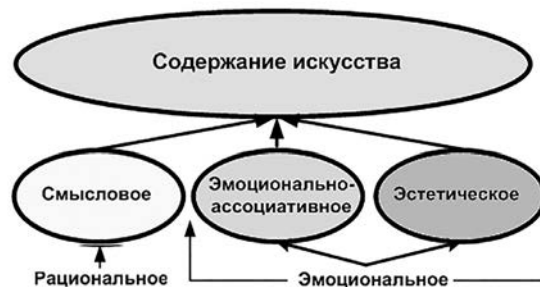 Содержание искусства
Смысловое
Эмоционально-
ассоциативное
Эстетическое
Рациональное
Эмоциональное